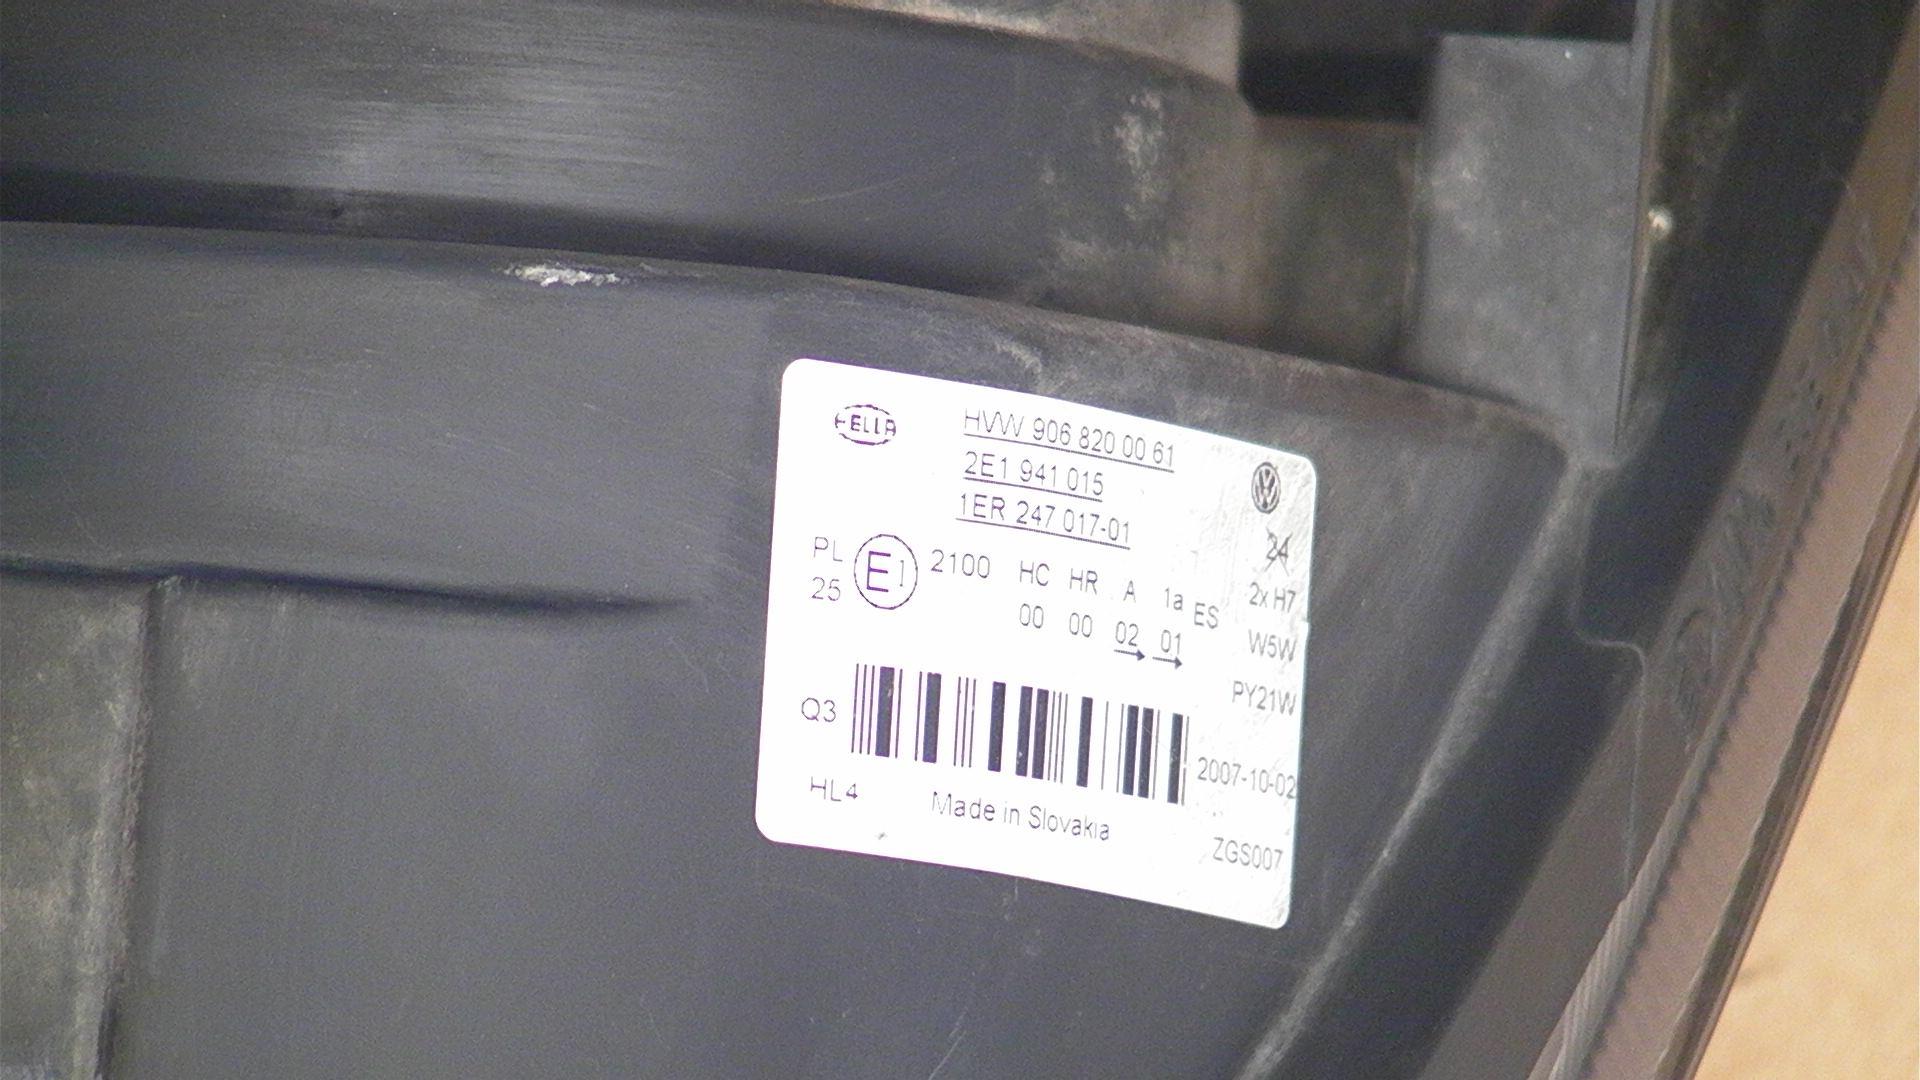 HELLA
HVW 906 820 00 61
2E1 941 015
1ER 247 017-01
24
PL E1 2100 HC HR A 1a ES 2x H7
25 00 00 02 01 W5W
PY21W
Q3 2007-10-02
HL4 Made in Slovakia ZGS007